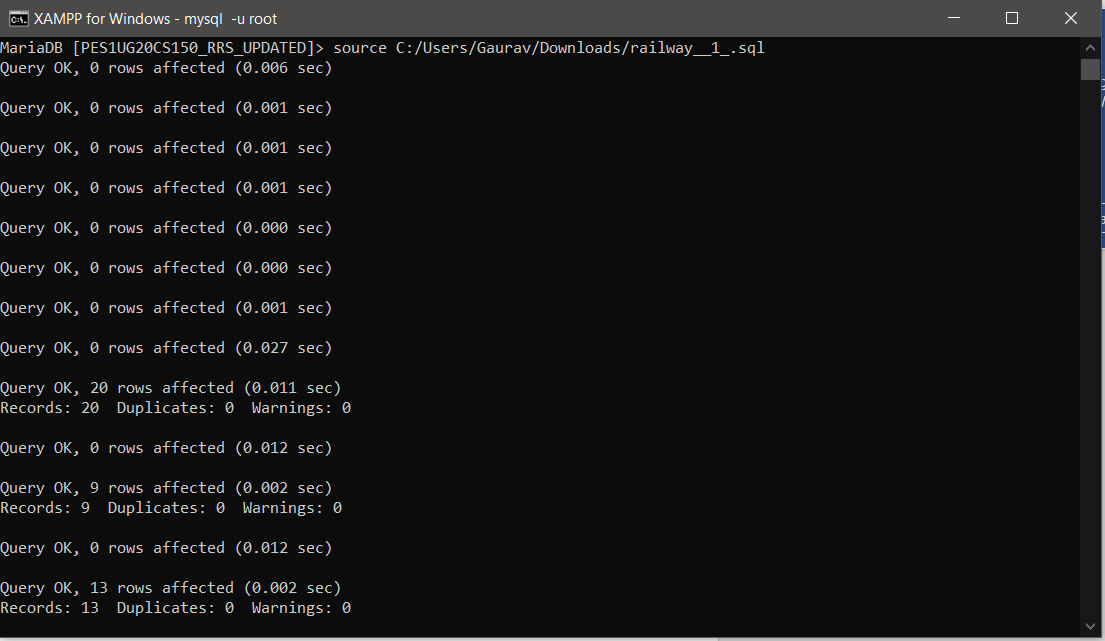 XAMPP for Windows - mysql  -u root
MariaDB [PES1UG20CS150_RRS_UPDATED]> source C:/Users/Gaurav/Downloads/railway__1_.sql
Query OK, 0 rows affected (0.006 sec)
Query OK, 0 rows affected (0.001 sec)
Query OK, 0 rows affected (0.001 sec)
Query OK, 0 rows affected (0.001 sec)
Query OK, 0 rows affected (0.000 sec)
Query OK, 0 rows affected (0.000 sec)
Query OK, 0 rows affected (0.001 sec)
Query OK, 0 rows affected (0.027 sec)
Query OK, 20 rows affected (0.011 sec)
Records: 20  Duplicates: 0  Warnings: 0
Query OK, 0 rows affected (0.012 sec)
Query OK, 9 rows affected (0.002 sec)
Records: 9  Duplicates: 0  Warnings: 0
Query OK, 0 rows affected (0.012 sec)
Query OK, 13 rows affected (0.002 sec)
Records: 13  Duplicates: 0  Warnings: 0